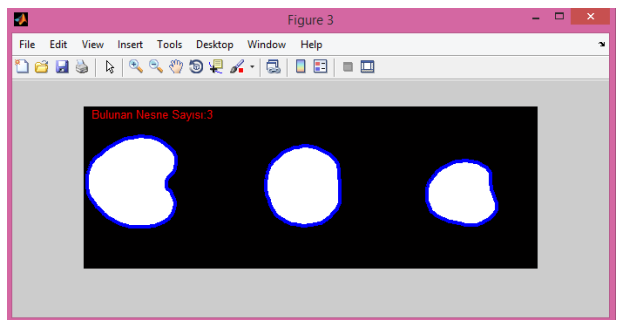 Figure 3
File Edit View Insert Tools Desktop Window Help
Bulunan Nesne Sayısı:3